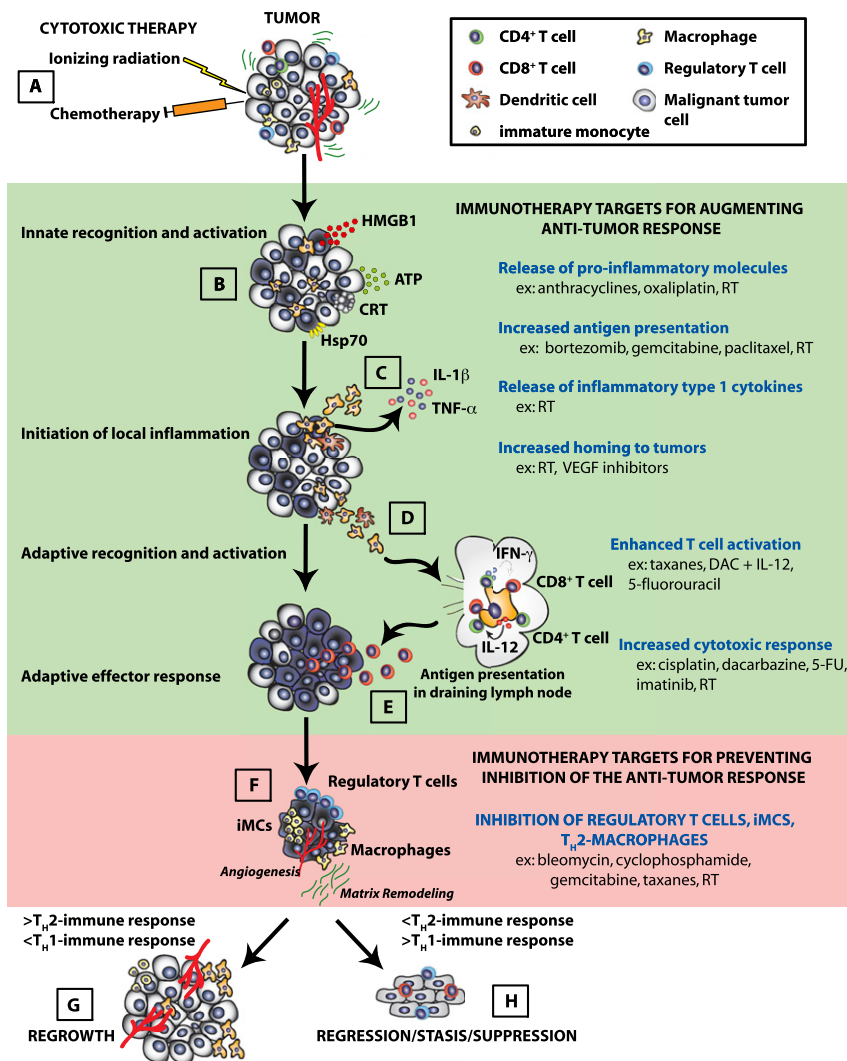 CYTOTOXIC THERAPY
TUMOR
Ionizing radiation
A
Chemotherapy
CD4+ T cell
CD8+ T cell
Dendritic cell
immature monocyte
Macrophage
Regulatory T cell
Malignant tumor
cell
IMMUNOTHERAPY TARGETS FOR AUGMENTING
ANTI-TUMOR RESPONSE
Innate recognition and activation
HMGB1
B
ATP
CRT
Hsp70
Release of pro-inflammatory molecules
ex: anthracyclines, oxaliplatin, RT
Increased antigen presentation
ex: bortezomib, gemcitabine, paclitaxel, RT
C
IL-1β
TNF-α
Release of inflammatory type 1 cytokines
ex: RT
Initiation of local inflammation
Increased homing to tumors
ex: RT, VEGF inhibitors
D
Adaptive recognition and activation
IFN-γ
CD8+ T cell
CD4+ T cell
IL-12
Enhanced T cell activation
ex: taxanes, DAC + IL-12,
5-fluorouracil
Increased cytotoxic response
ex: cisplatin, dacarbazine, 5-FU,
imatinib, RT
Adaptive effector response
Antigen presentation
in draining lymph node
E
IMMUNOTHERAPY TARGETS FOR PREVENTING
INHIBITION OF THE ANTI-TUMOR RESPONSE
F
Regulatory T cells
iMCs
Macrophages
Angiogenesis
Matrix Remodeling
INHIBITION OF REGULATORY T CELLS, iMCS,
TH2-MACROPHAGES
ex: bleomycin, cyclophosphamide,
gemcitabine, taxanes, RT
>TH2-immune response
<TH1-immune response
<TH2-immune response
>TH1-immune response
G
REGROWTH
H
REGRESSION/STASIS/SUPPRESSION